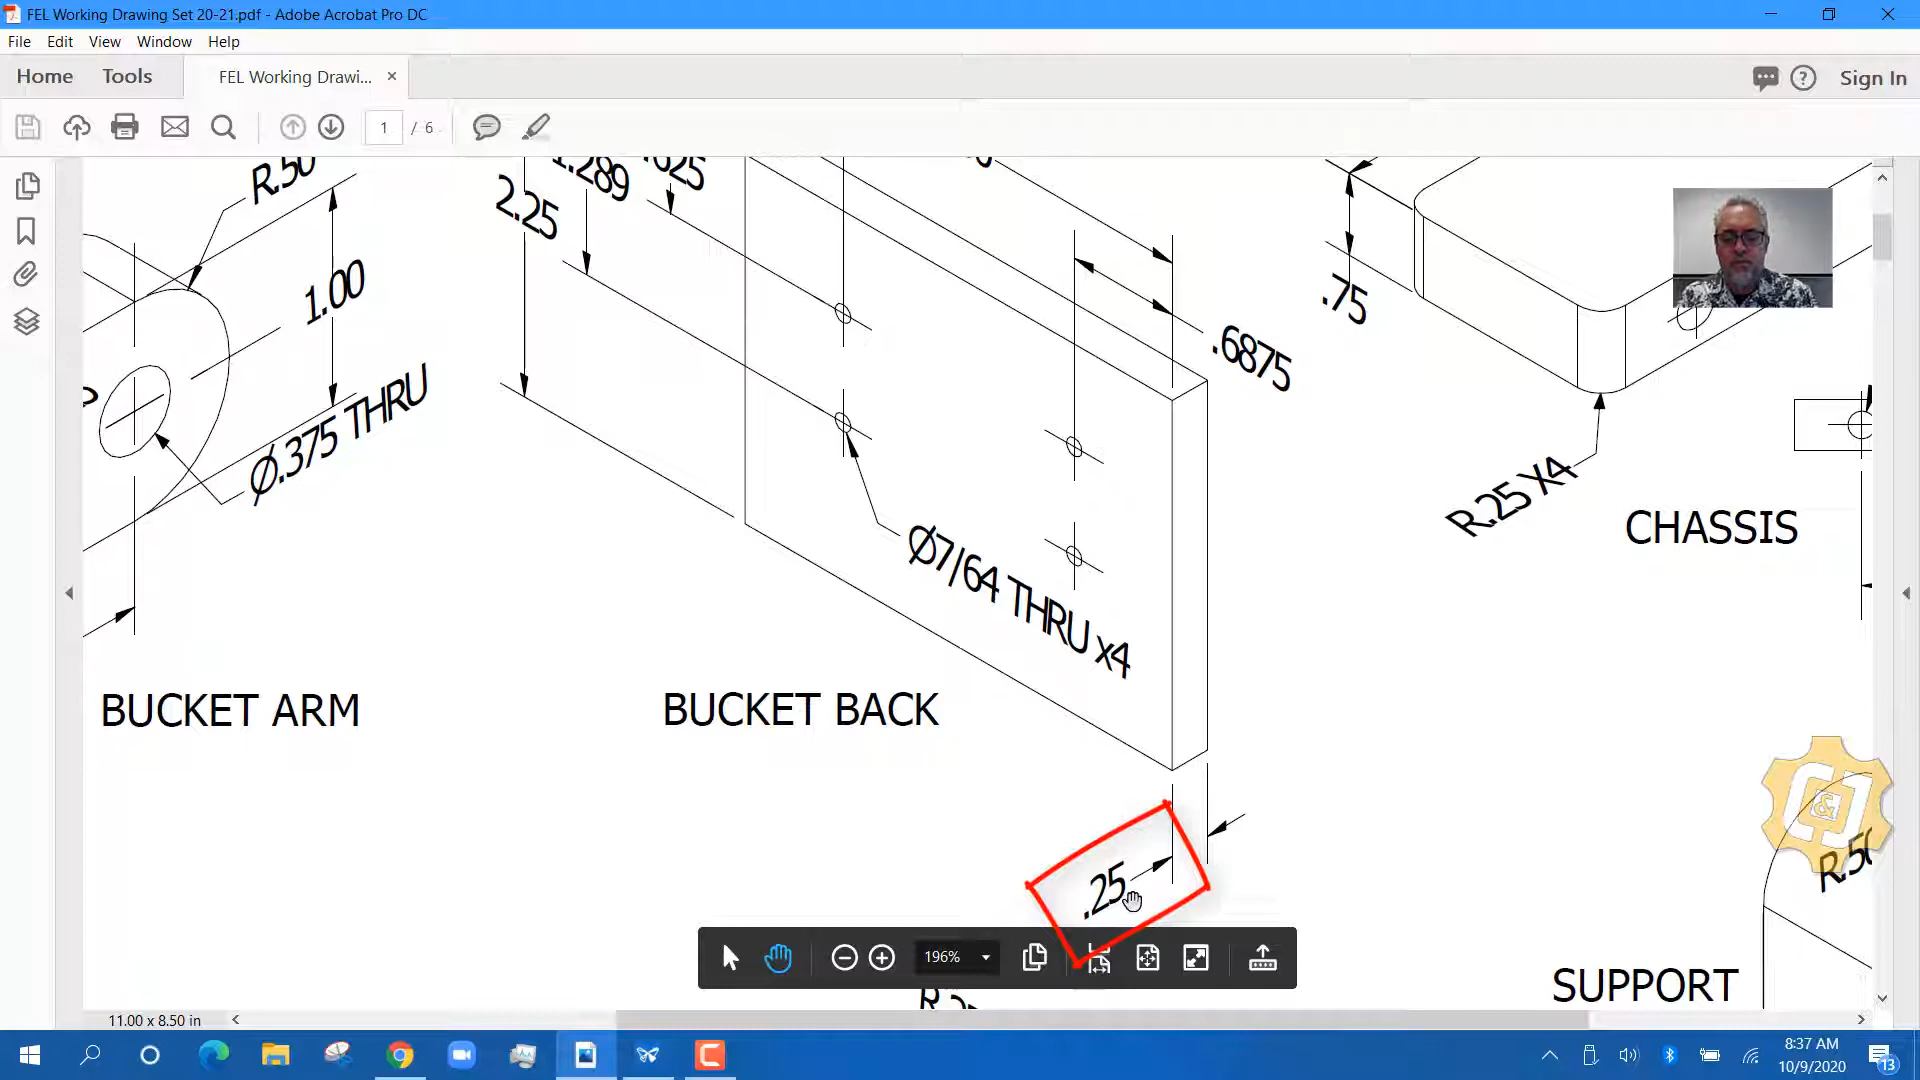 FEL Working Drawing Set 20-21.pdf - Adobe Acrobat Pro DC
File Edit View Window Help
Home Tools FEL Working Drawi... × Sign In
1 / 6
R.50
1.00
Ø.375 THRU
BUCKET ARM
2.25
1.289
.625
.6875
Ø7/64 THRU x4
BUCKET BACK
.25
.75
R.25 X4
CHASSIS
SUPPORT
C&J
196%
11.00 x 8.50 in
8:37 AM
10/9/2020
13